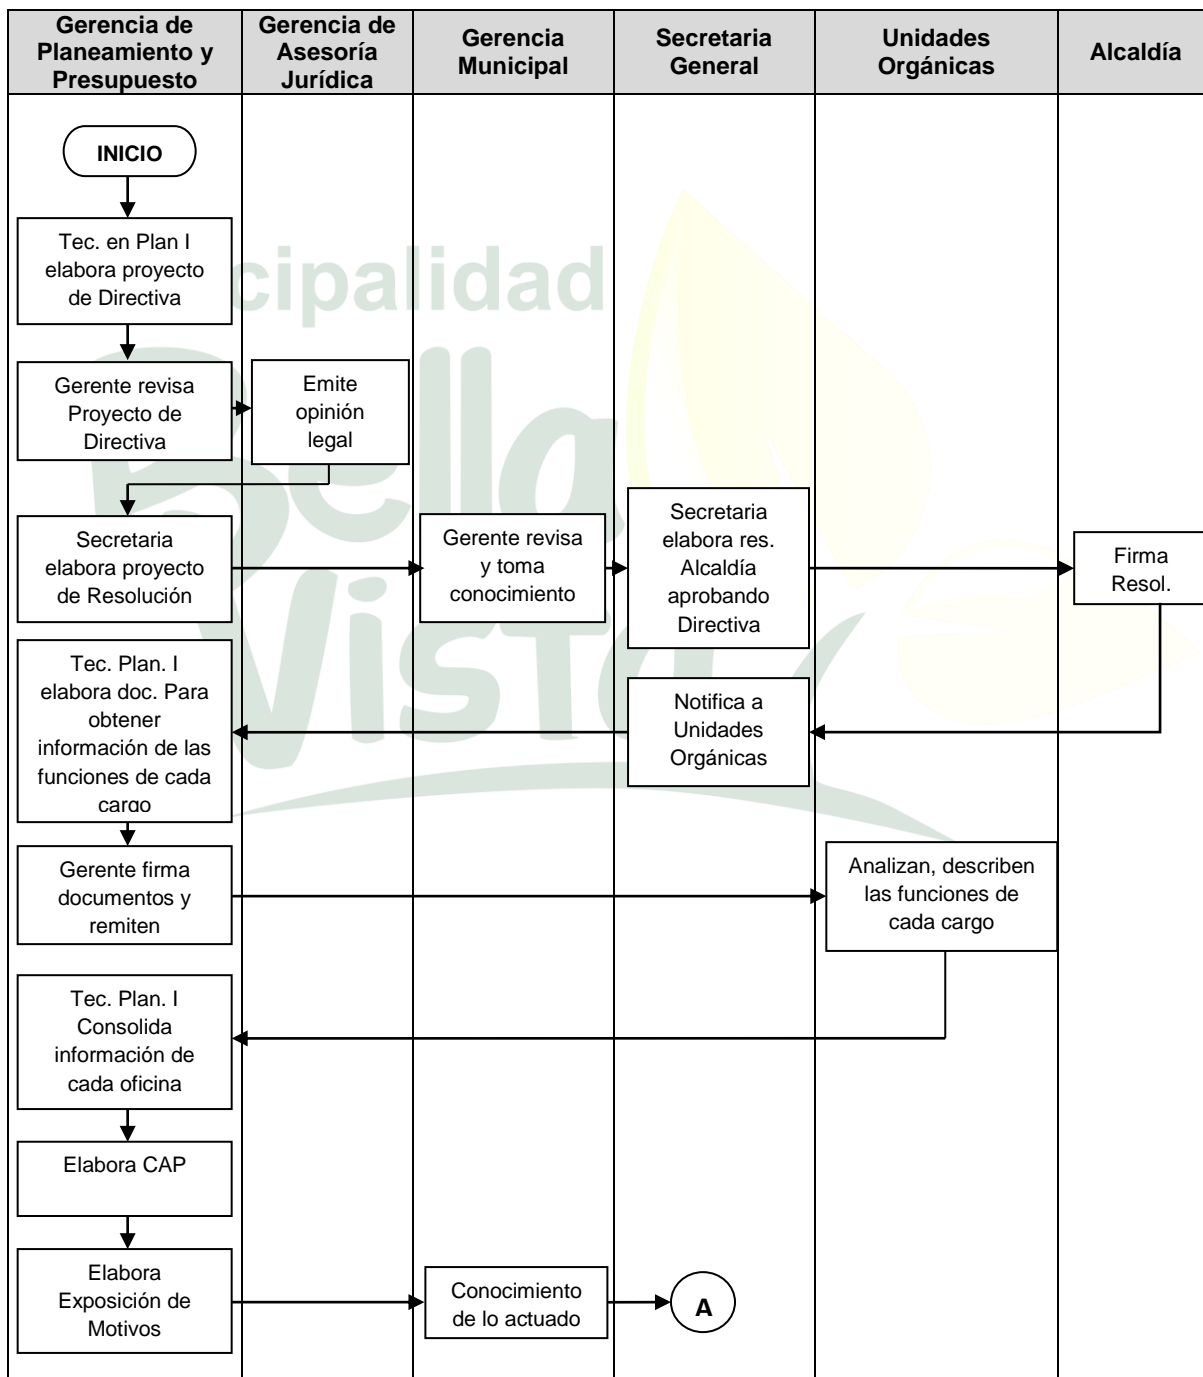 Gerencia de
Planeamiento y
Presupuesto
Gerencia de
Asesoría
Jurídica
Gerencia
Municipal
Secretaria
General
Unidades
Orgánicas
Alcaldía
INICIO
Tec. en Plan I
elabora proyecto
de Directiva
cipalidad
Bella
Vista
Gerente revisa
Proyecto de
Directiva
Emite
opinión
legal
Secretaria
elabora proyecto
de Resolución
Gerente revisa
y toma
conocimiento
Secretaria
elabora res.
Alcaldía
aprobando
Directiva
Firma
Resol.
Tec. Plan. I
elabora doc. Para
obtener
información de las
funciones de cada
cargo
Notifica a
Unidades
Orgánicas
Gerente firma
documentos y
remiten
Analizan, describen
las funciones de
cada cargo
Tec. Plan. I
Consolida
información de
cada oficina
Elabora CAP
Elabora
Exposición de
Motivos
Conocimiento
de lo actuado
A